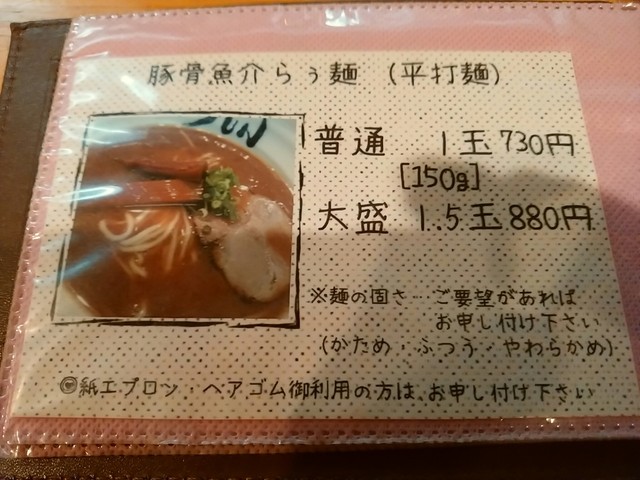 豚骨魚介らぅ麺 (平打麺)
普通 1玉 730円
[150g]
大盛 1.5玉 880円
※麺の固さ…ご要望があれば
お申し付け下さい
(かため・ふつう・やわらかめ)
◎紙エプロン・ヘアゴム御利用の方は、お申し付け下さい